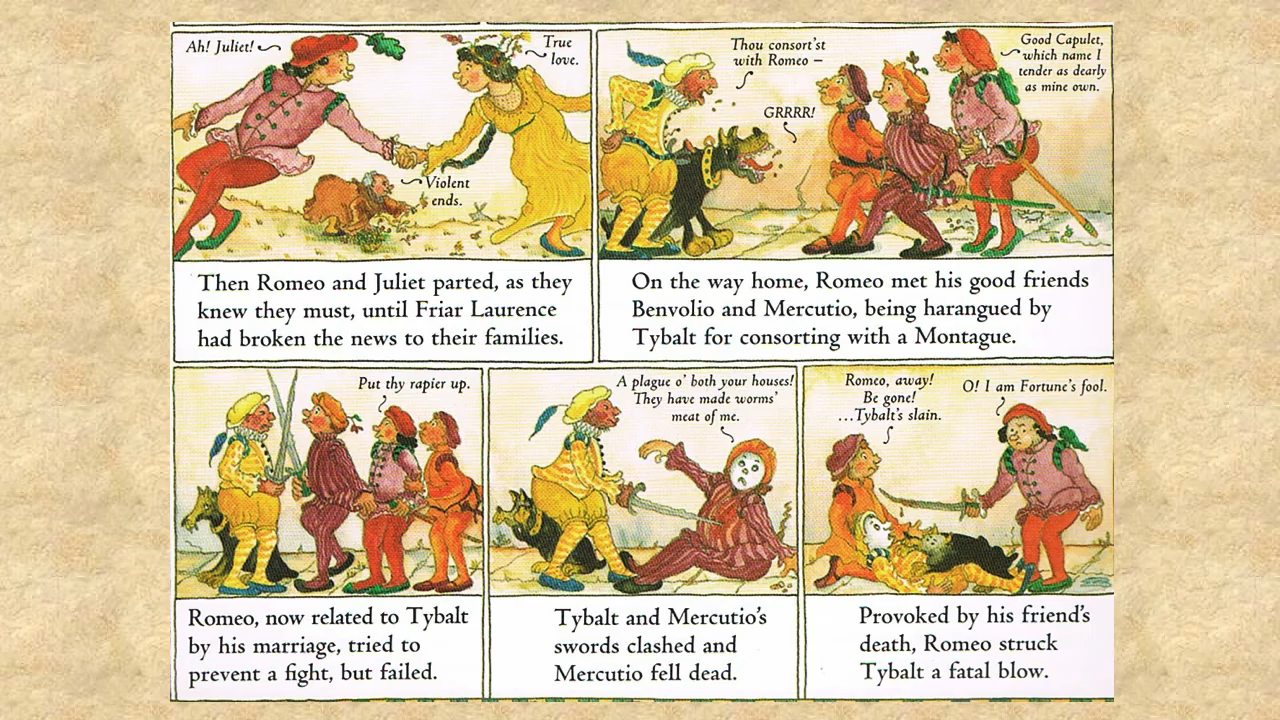 Ah! Juliet!
True
love.
Violent
ends.
Then Romeo and Juliet parted, as they
knew they must, until Friar Laurence
had broken the news to their families.
Thou consort'st
with Romeo –
GRRRR!
Good Capulet,
which name I
tender as dearly
as mine own.
On the way home, Romeo met his good friends
Benvolio and Mercutio, being harangued by
Tybalt for consorting with a Montague.
Put thy rapier up.
Romeo, now related to Tybalt
by his marriage, tried to
prevent a fight, but failed.
A plague o' both your houses!
They have made worms'
meat of me.
Tybalt and Mercutio's
swords clashed and
Mercutio fell dead.
Romeo, away!
Be gone!
...Tybalt's slain.
O! I am Fortune's fool.
Provoked by his friend's
death, Romeo struck
Tybalt a fatal blow.